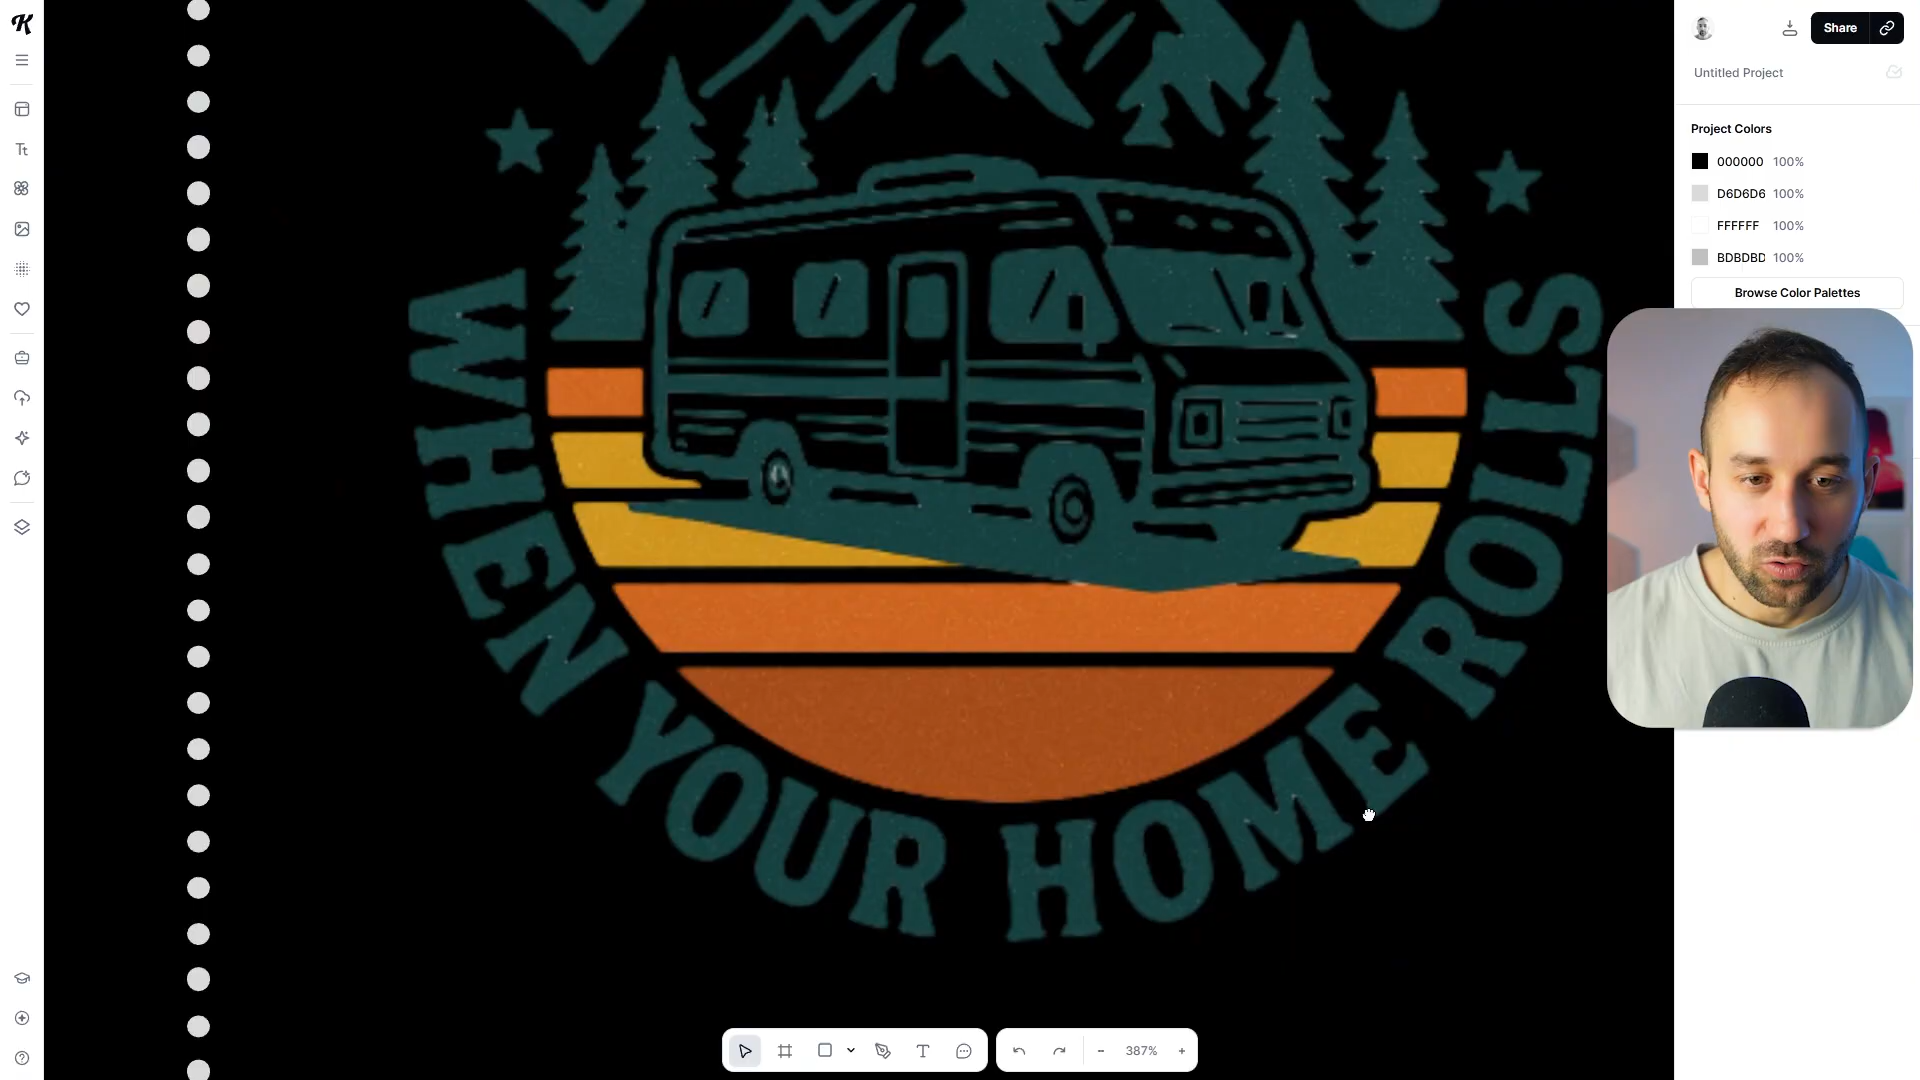 K
Share
Untitled Project
Project Colors
000000 100%
D6D6D6 100%
FFFFFF 100%
BDBDBD 100%
Browse Color Palettes
Tt
WHEN YOUR HOME ROLLS
T
- 387% +